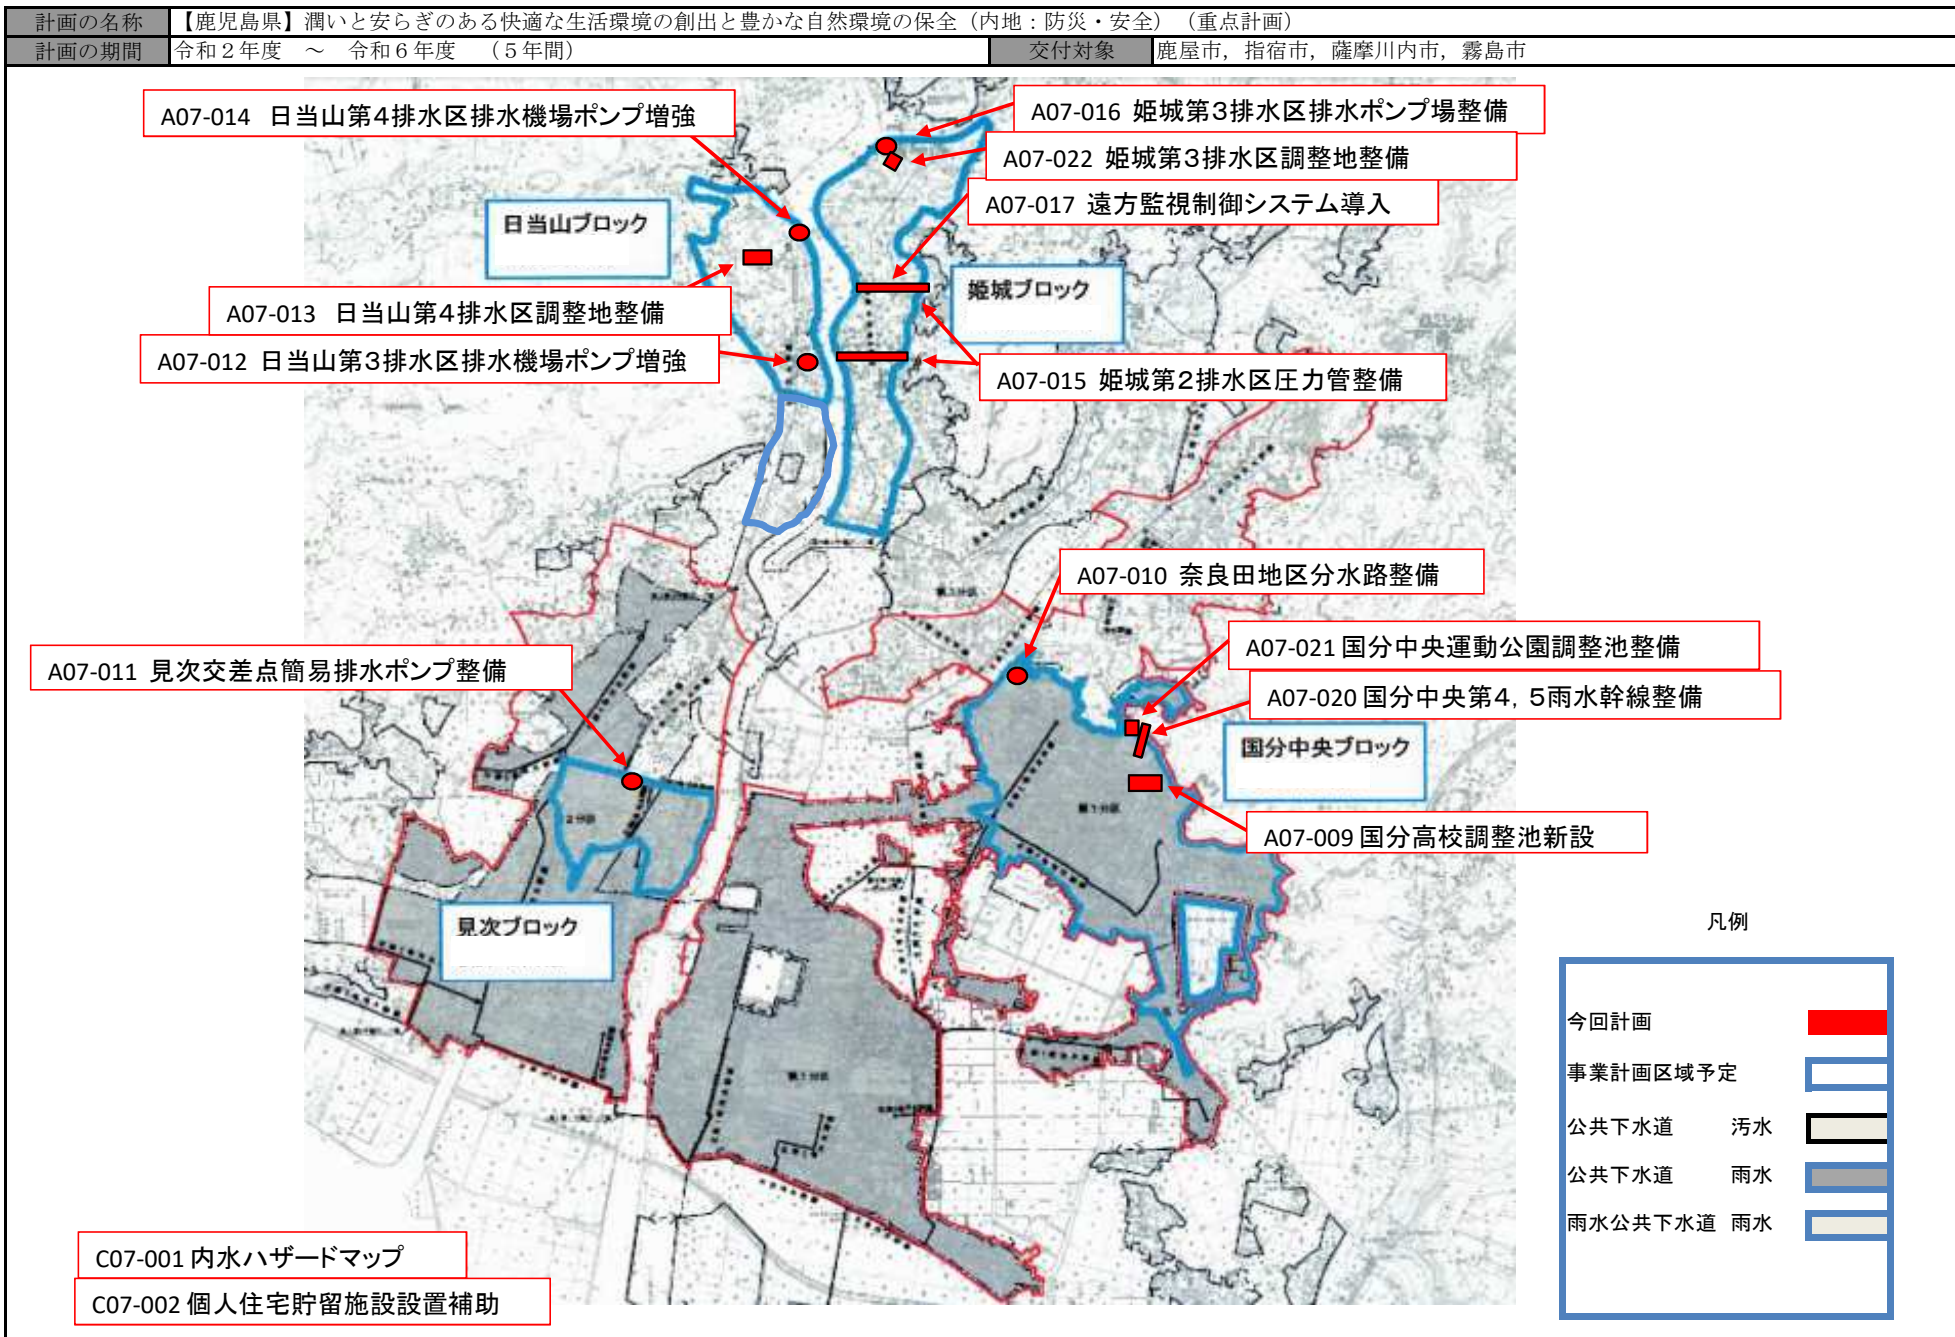 計画の名称 【鹿児島県】潤いと安らぎのある快適な生活環境の創出と豊かな自然環境の保全（内地：防災・安全）（重点計画）
計画の期間 令和２年度 ～ 令和６年度 （５年間） 交付対象 鹿屋市，指宿市，薩摩川内市，霧島市
A07-014 日当山第４排水区排水機場ポンプ増強
A07-016 姫城第３排水区排水ポンプ場整備
A07-022 姫城第３排水区調整地整備
A07-017 遠方監視制御システム導入
日当山ブロック
姫城ブロック
A07-013 日当山第４排水区調整地整備
A07-012 日当山第３排水区排水機場ポンプ増強
A07-015 姫城第２排水区圧力管整備
A07-010 奈良田地区分水路整備
A07-021 国分中央運動公園調整池整備
A07-011 見次交差点簡易排水ポンプ整備
A07-020 国分中央第４，５雨水幹線整備
国分中央ブロック
第１分区
２分区
A07-009 国分高校調整池新設
見次ブロック
第１分区
凡例
今回計画
事業計画区域予定
公共下水道 汚水
公共下水道 雨水
雨水公共下水道 雨水
C07-001 内水ハザードマップ
C07-002 個人住宅貯留施設設置補助